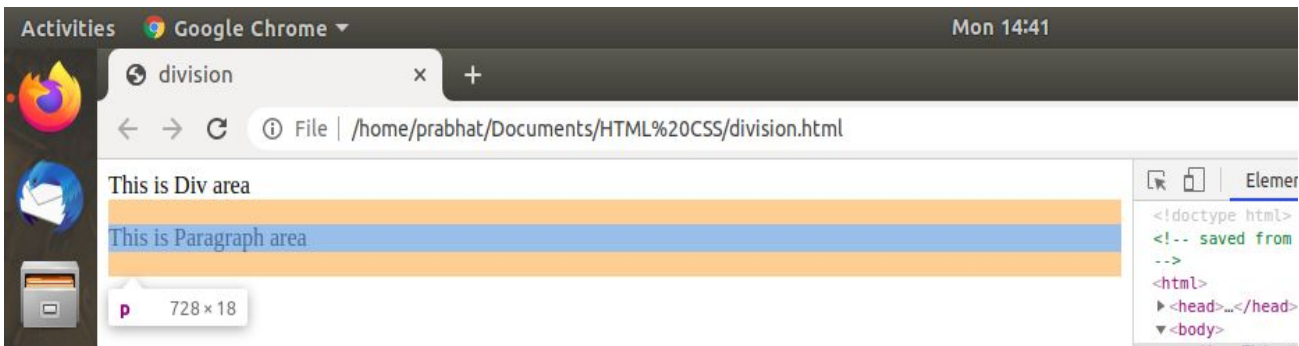 Activities Google Chrome Mon 14:41
division
File | /home/prabhat/Documents/HTML%20CSS/division.html
This is Div area
This is Paragraph area
p 728 × 18
Elemen
<!doctype html>
<!-- saved from
-->
<html>
<head>…</head>
<body>